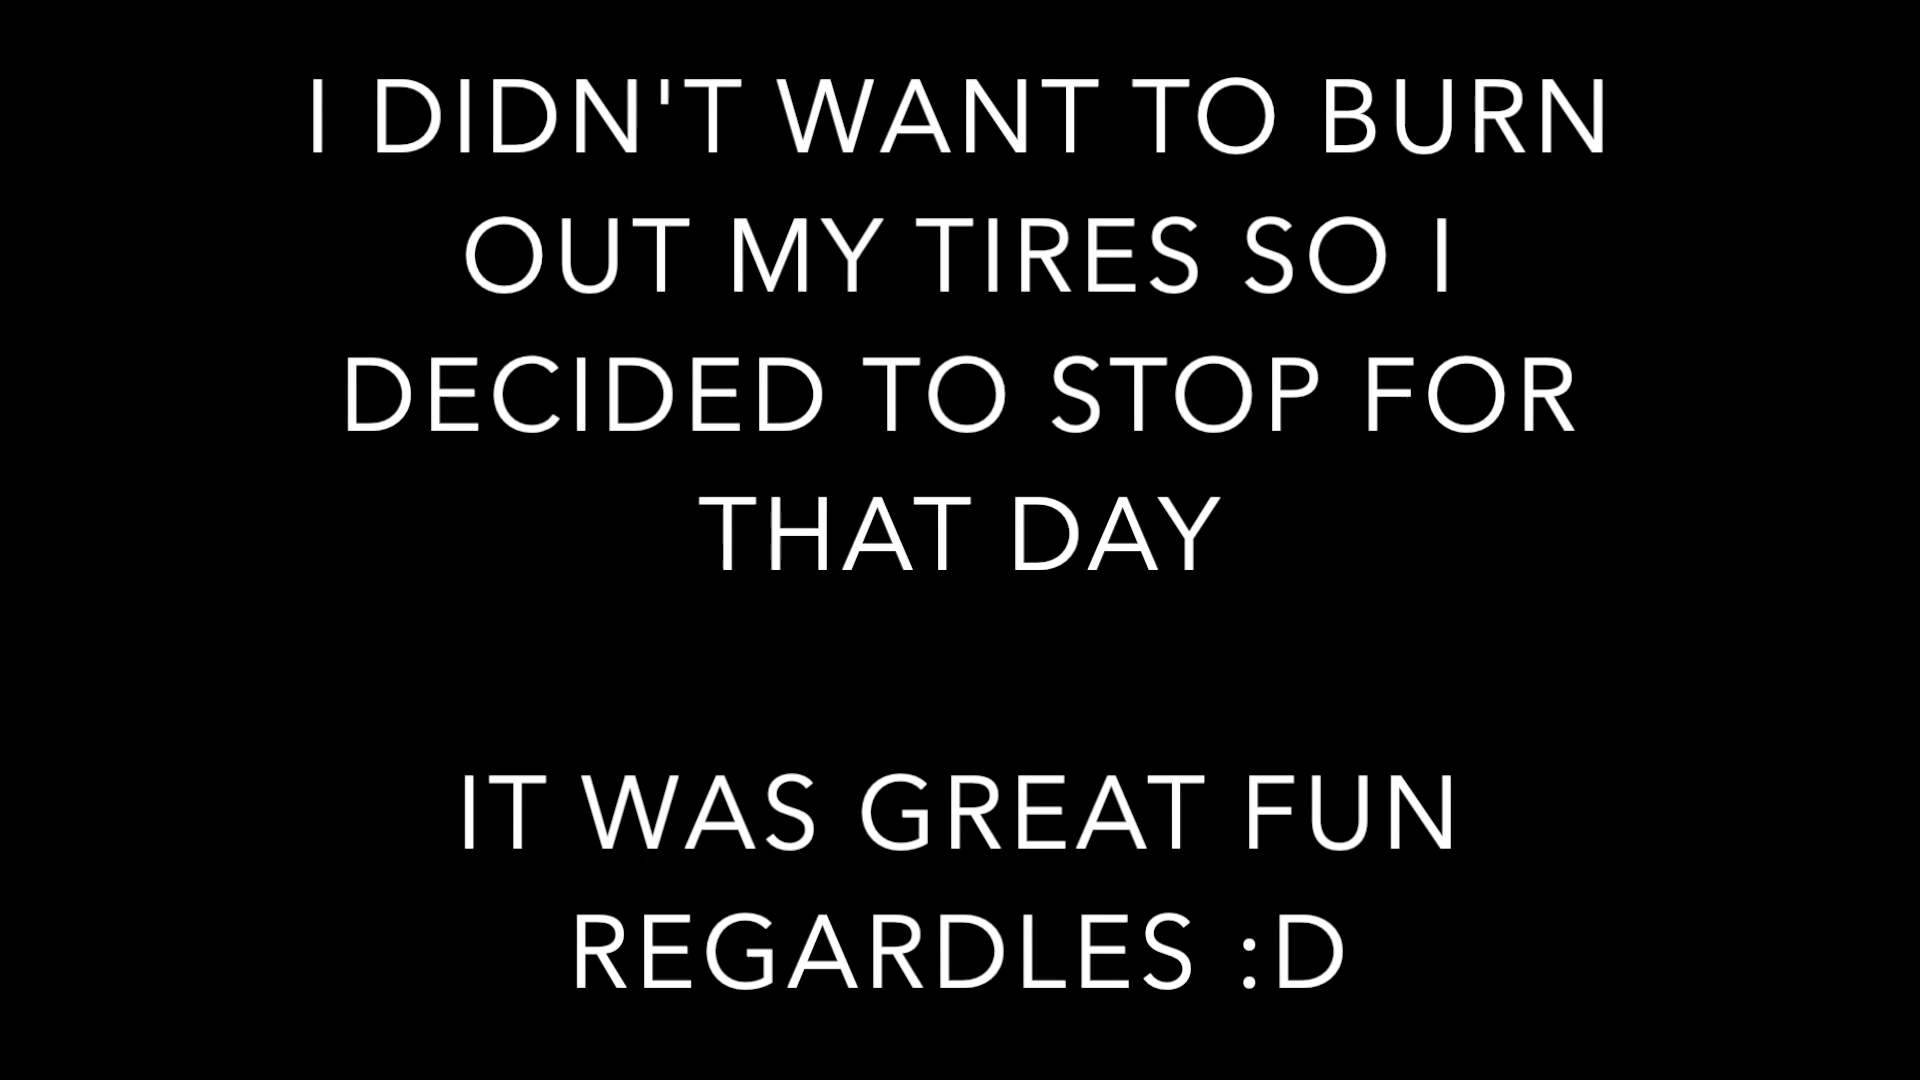 I DIDN'T WANT TO BURN
OUT MY TIRES SO I
DECIDED TO STOP FOR
THAT DAY
IT WAS GREAT FUN
REGARDLES :D